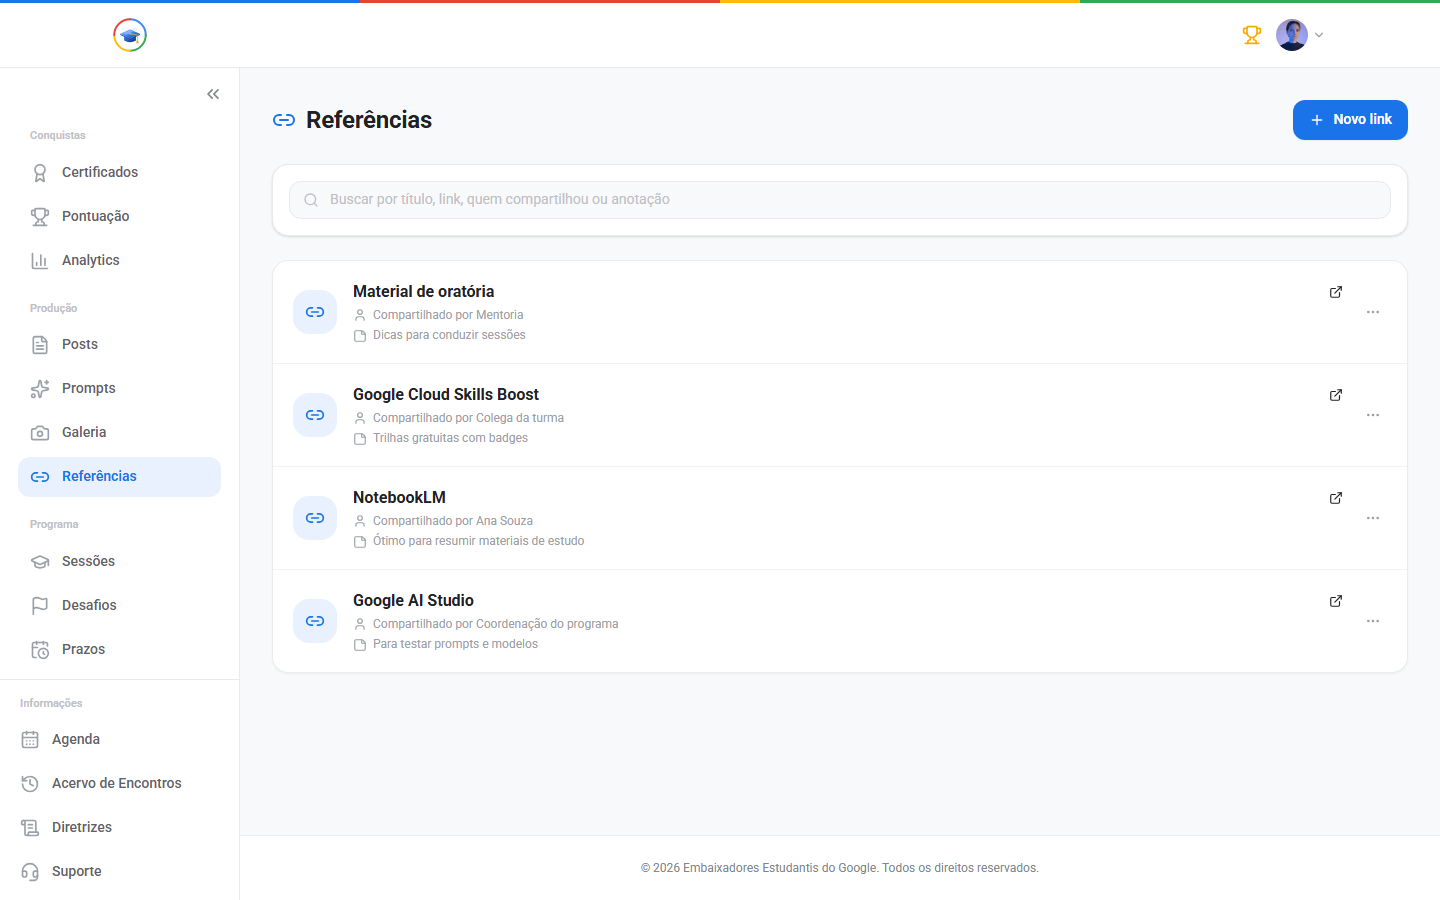 Referências
Novo link
Conquistas
Certificados
Pontuação
Analytics
Produção
Posts
Prompts
Galeria
Referências
Programa
Sessões
Desafios
Prazos
Informações
Agenda
Acervo de Encontros
Diretrizes
Suporte
Buscar por título, link, quem compartilhou ou anotação
Material de oratória
Compartilhado por Mentoria
Dicas para conduzir sessões
Google Cloud Skills Boost
Compartilhado por Colega da turma
Trilhas gratuitas com badges
NotebookLM
Compartilhado por Ana Souza
Ótimo para resumir materiais de estudo
Google AI Studio
Compartilhado por Coordenação do programa
Para testar prompts e modelos
© 2026 Embaixadores Estudantis do Google. Todos os direitos reservados.